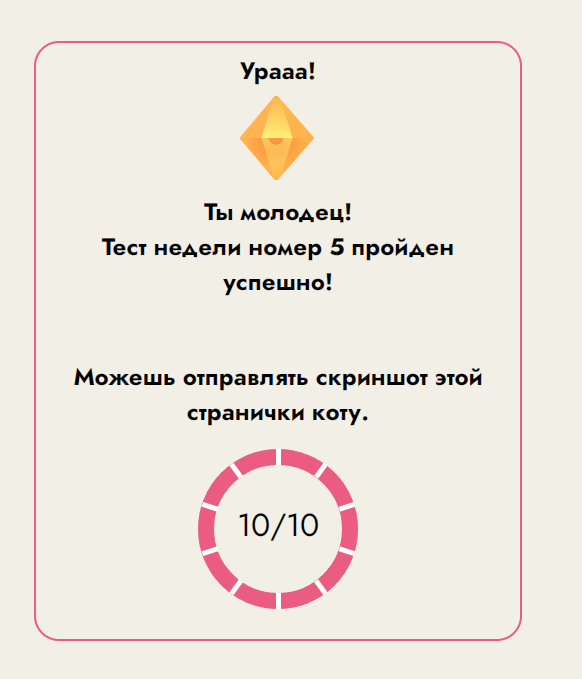 Урааа!
Ты молодец!
Тест недели номер 5 пройден
успешно!
Можешь отправлять скриншот этой
странички коту.
10/10